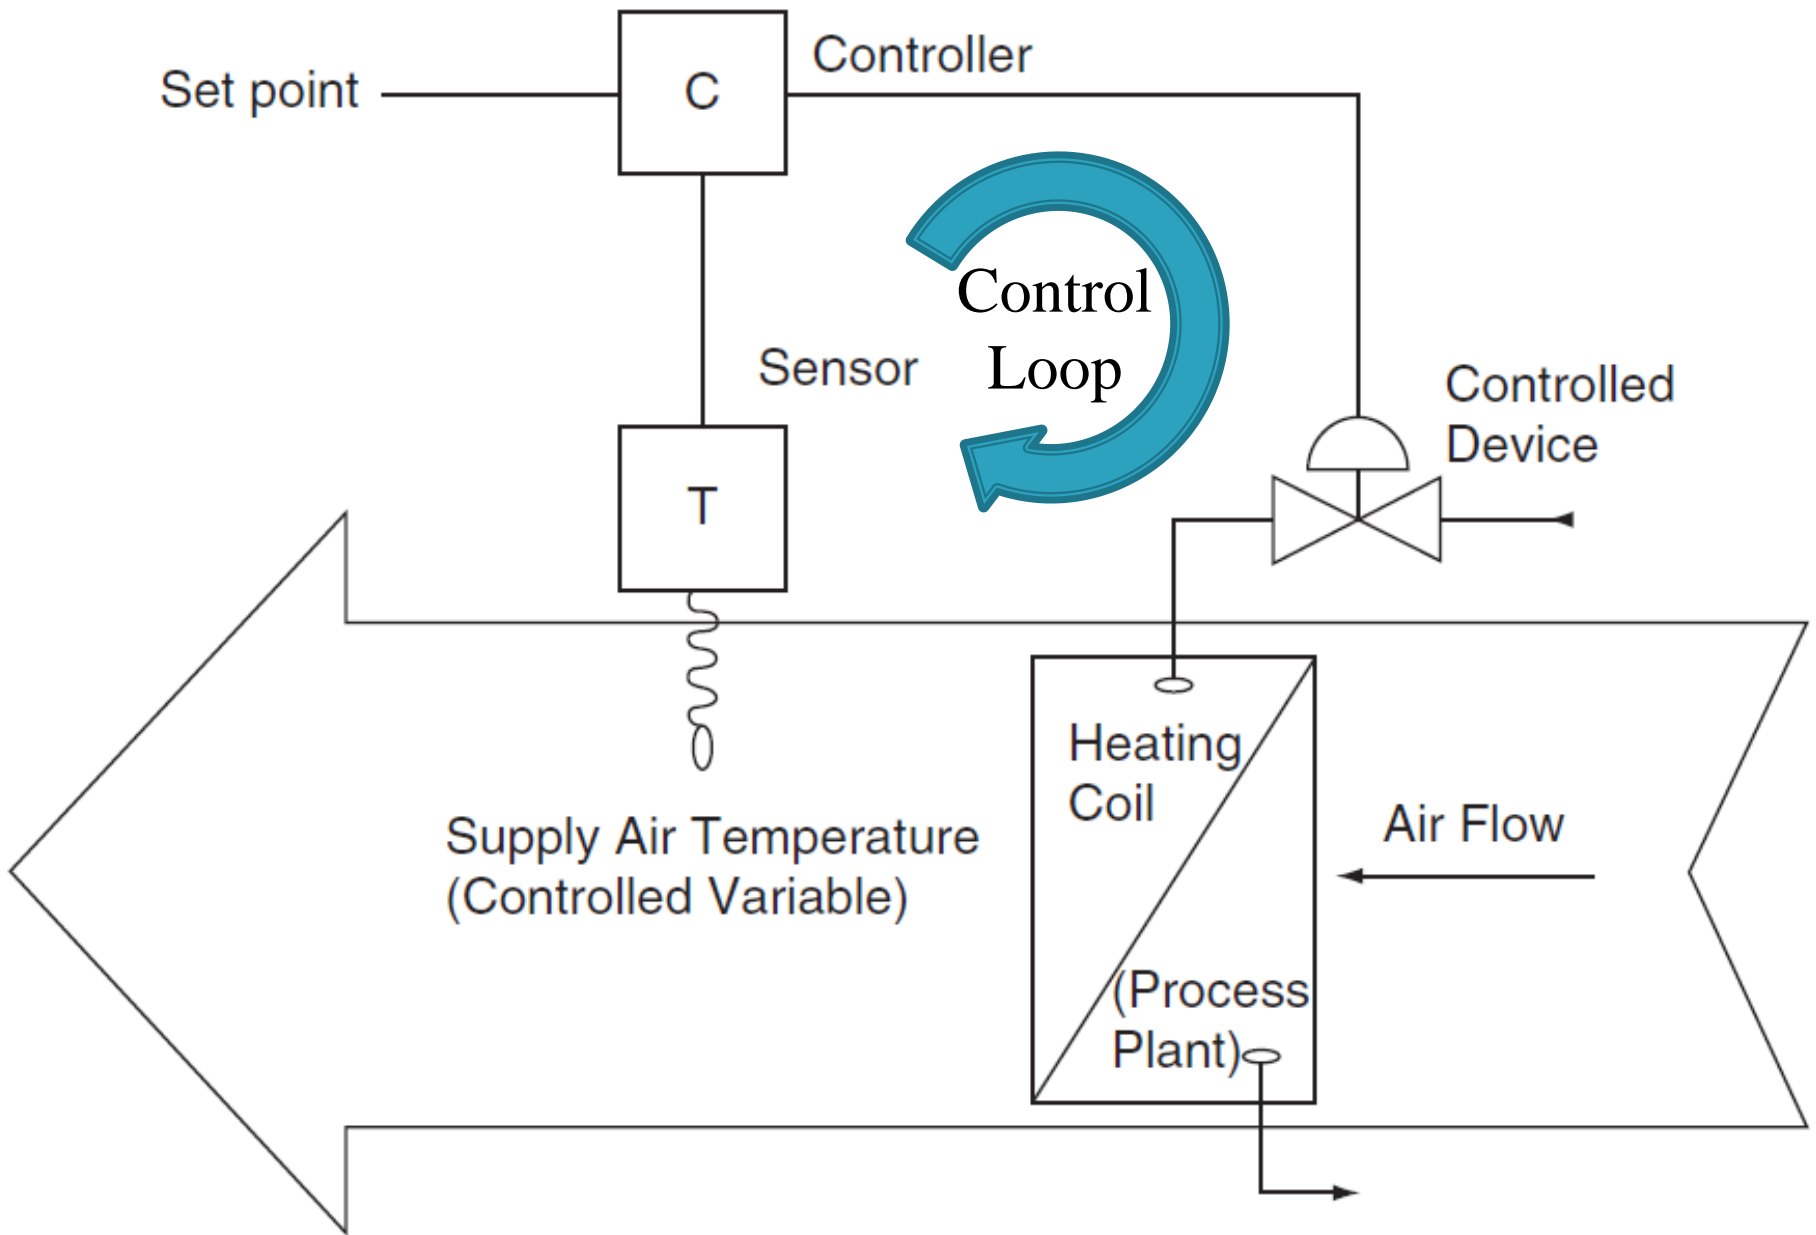 Controller
Set point
C
Control
Loop
Sensor
Controlled
Device
T
Heating
Coil
Air Flow
Supply Air Temperature
(Controlled Variable)
(Process
Plant)